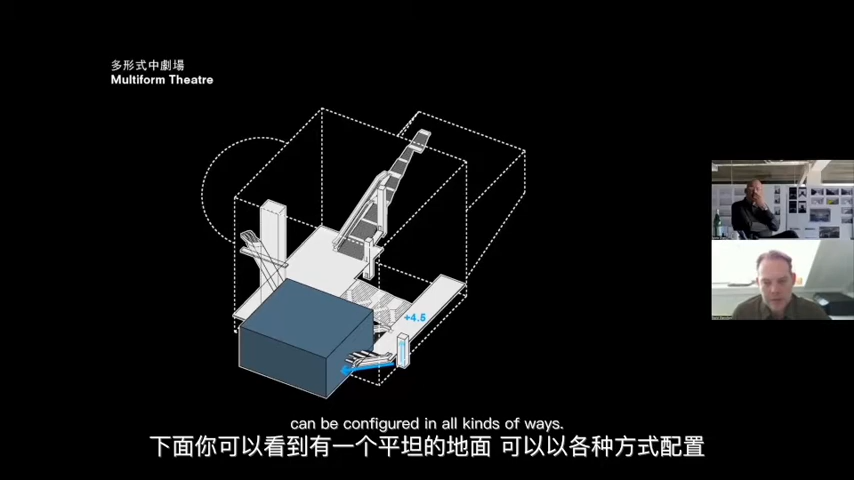 多形式中劇場
Multiform Theatre
+4.5
can be configured in all kinds of ways.
下面你可以看到有一个平坦的地面 可以以各种方式配置